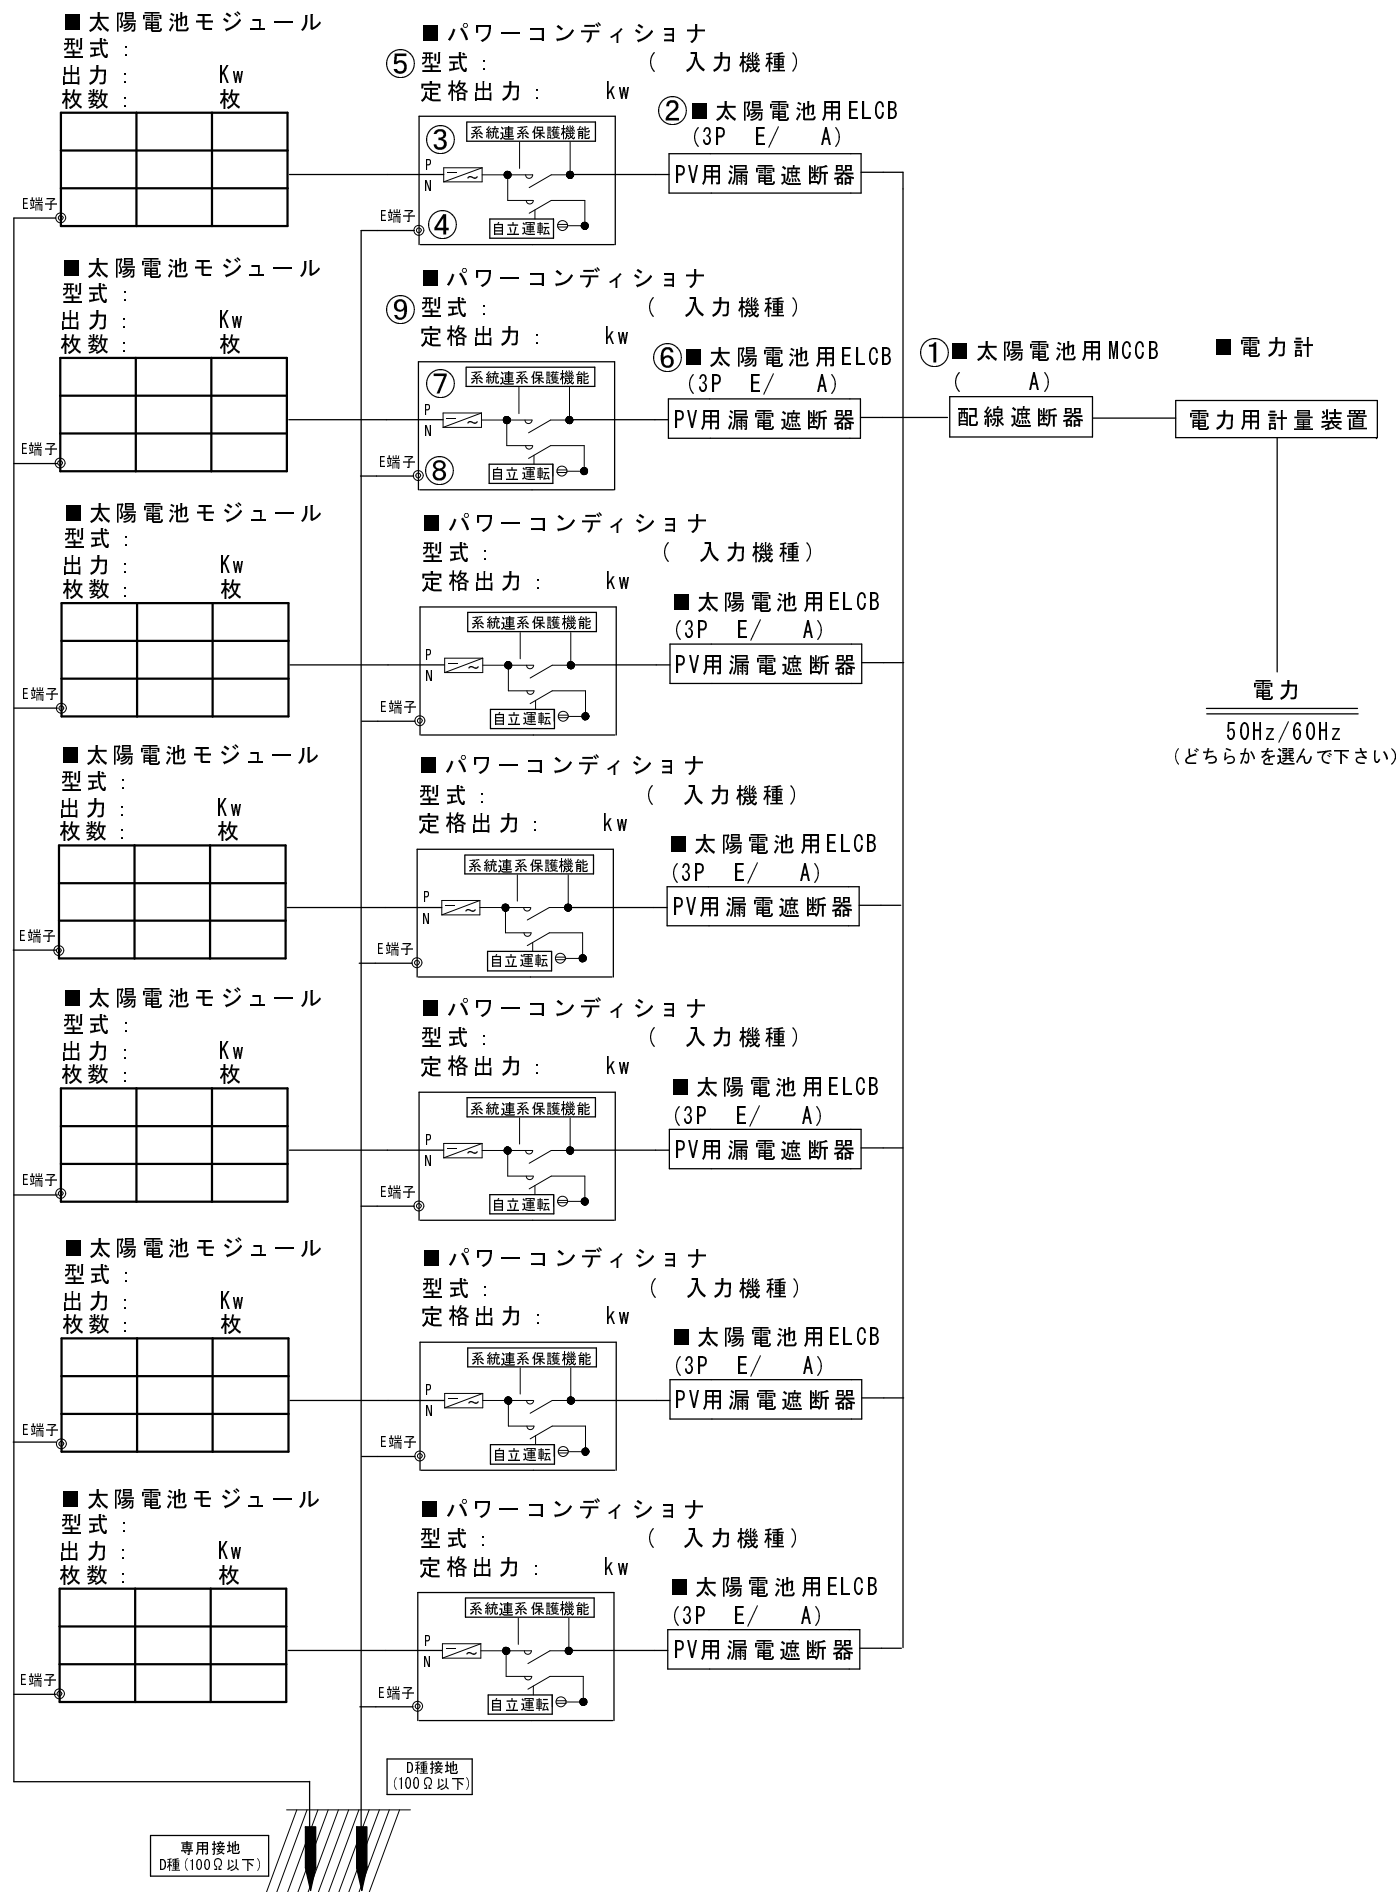 ■太陽電池モジュール
型式：
出力： Kw
枚数： 枚
E端子
■パワーコンディショナ
⑤型式： （ 入力機種）
定格出力： kw
③ 系統連系保護機能
P
N
E端子 ④ 自立運転
②■太陽電池用ELCB
(3P E/ A)
PV用漏電遮断器
■太陽電池モジュール
型式：
出力： Kw
枚数： 枚
E端子
■パワーコンディショナ
⑨型式： （ 入力機種）
定格出力： kw
⑦ 系統連系保護機能
P
N
E端子 ⑧ 自立運転
⑥■太陽電池用ELCB
(3P E/ A)
PV用漏電遮断器
①■太陽電池用MCCB
( A)
配線遮断器
■電力計
電力用計量装置
電力
50Hz/60Hz
(どちらかを選んで下さい)
■太陽電池モジュール
型式：
出力： Kw
枚数： 枚
E端子
■パワーコンディショナ
型式： （ 入力機種）
定格出力： kw
系統連系保護機能
P
N
E端子 自立運転
■太陽電池用ELCB
(3P E/ A)
PV用漏電遮断器
■太陽電池モジュール
型式：
出力： Kw
枚数： 枚
E端子
■パワーコンディショナ
型式： （ 入力機種）
定格出力： kw
系統連系保護機能
P
N
E端子 自立運転
■太陽電池用ELCB
(3P E/ A)
PV用漏電遮断器
■太陽電池モジュール
型式：
出力： Kw
枚数： 枚
E端子
■パワーコンディショナ
型式： （ 入力機種）
定格出力： kw
系統連系保護機能
P
N
E端子 自立運転
■太陽電池用ELCB
(3P E/ A)
PV用漏電遮断器
■太陽電池モジュール
型式：
出力： Kw
枚数： 枚
E端子
■パワーコンディショナ
型式： （ 入力機種）
定格出力： kw
系統連系保護機能
P
N
E端子 自立運転
■太陽電池用ELCB
(3P E/ A)
PV用漏電遮断器
■太陽電池モジュール
型式：
出力： Kw
枚数： 枚
E端子
■パワーコンディショナ
型式： （ 入力機種）
定格出力： kw
系統連系保護機能
P
N
E端子 自立運転
■太陽電池用ELCB
(3P E/ A)
PV用漏電遮断器
D種接地
(100Ω以下)
専用接地
D種(100Ω以下)